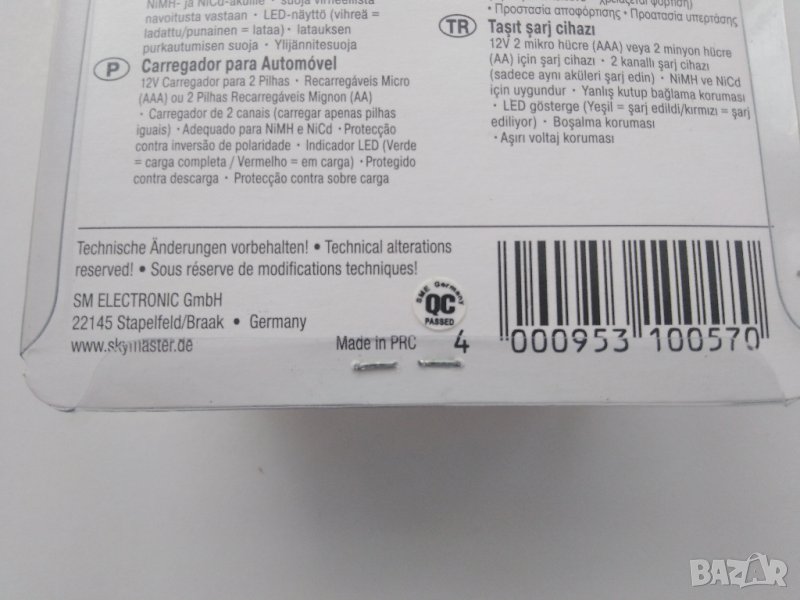 NiMH- ja NiCd-akuille • suoja virheellistä
navoitusta vastaan • LED-näyttö (vihreä =
ladattu/punainen = lataa) • latauksen
purkautumisen suoja • Ylijännitesuoja
P Carregador para Automóvel
12V Carregador para 2 Pilhas • Recarregáveis Micro
(AAA) ou 2 Pilhas Recarregáveis Mignon (AA)
• Carregador de 2 canais (carregar apenas pilhas
iguais) • Adequado para NiMH e NiCd • Protecção
contra inversão de polaridade • Indicador LED (Verde
= carga completa / Vermelho = em carga) • Protegido
contra descarga • Protecção contra sobre carga
χρειάζεται φόρτιση)
• Προστασία αποφόρτισης • Προστασία υπερτάσης
TR Taşıt şarj cihazı
12V 2 mikro hücre (AAA) veya 2 minyon hücre
(AA) için şarj cihazı • 2 kanallı şarj cihazı
(sadece aynı aküleri şarj edin) • NiMH ve NiCd
için uygundur • Yanlış kutup bağlama koruması
• LED gösterge (Yeşil = şarj edildi/kırmızı = şarj
ediliyor) • Boşalma koruması
•Aşırı voltaj koruması
Technische Änderungen vorbehalten! • Technical alterations
reserved! • Sous réserve de modifications techniques!
SM ELECTRONIC GmbH
22145 Stapelfeld/Braak • Germany
www.skymaster.de
SME Germany
QC
PASSED
Made in PRC
4 000953 100570
BAZAR